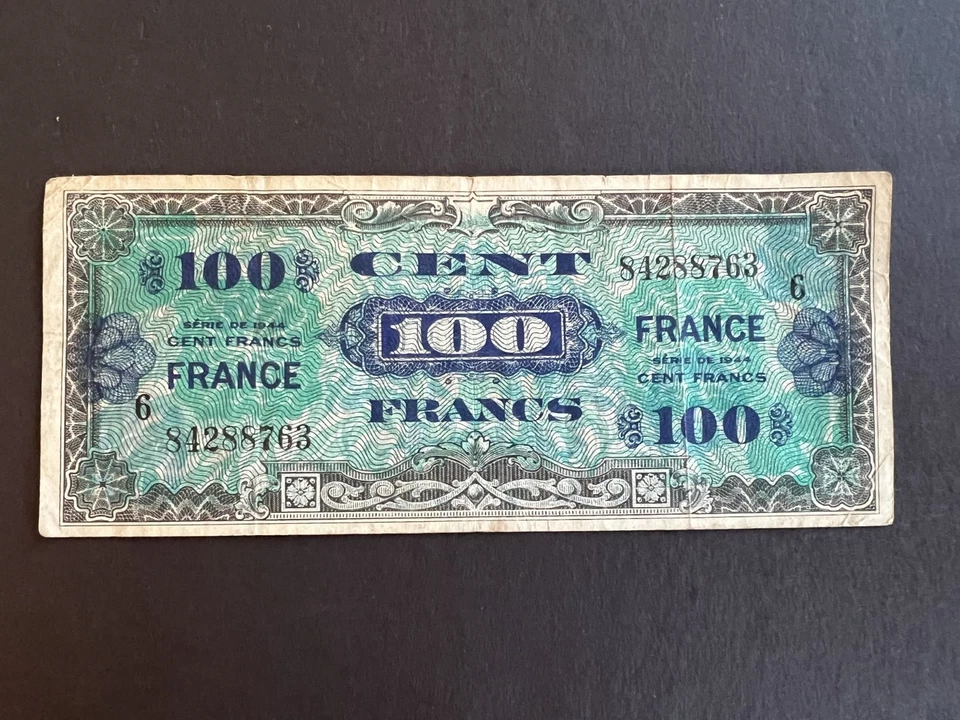 100
SÉRIE DE 1944
CENT FRANCS
FRANCE
6
84288763
CENT
100
FRANCS
84288763
6
FRANCE
SÉRIE DE 1944
CENT FRANCS
100